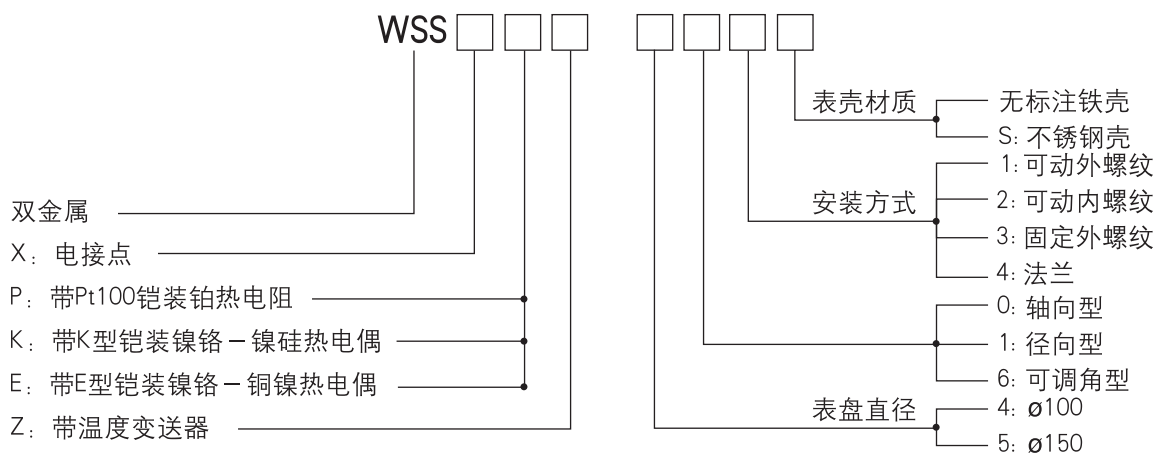 WSS
表壳材质
无标注铁壳
S: 不锈钢壳
安装方式
1: 可动外螺纹
2: 可动内螺纹
3: 固定外螺纹
4: 法兰
0: 轴向型
1: 径向型
6: 可调角型
表盘直径
4: ø100
5: ø150
双金属
X: 电接点
P: 带Pt100铠装铂热电阻
K: 带K型铠装镍铬－镍硅热电偶
E: 带E型铠装镍铬－铜镍热电偶
Z: 带温度变送器